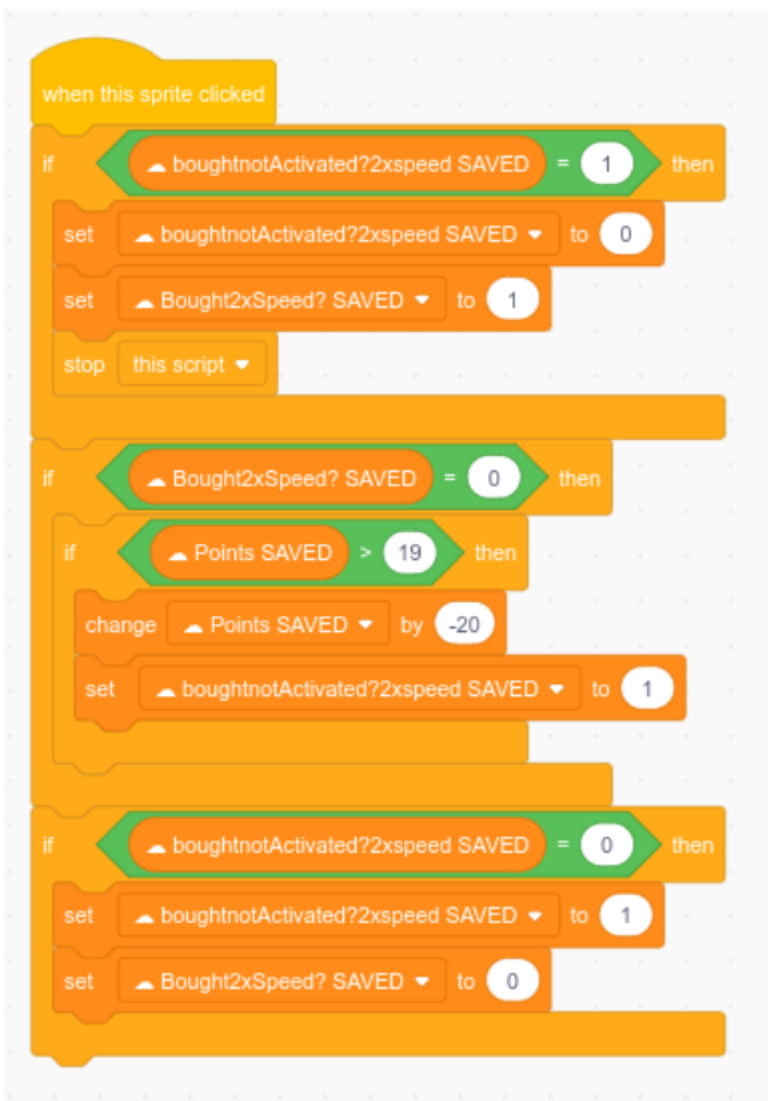 when this sprite clicked
if boughtnotActivated?2xspeed SAVED = 1 then
set boughtnotActivated?2xspeed SAVED to 0
set Bought2xSpeed? SAVED to 1
stop this script
if Bought2xSpeed? SAVED = 0 then
if Points SAVED > 19 then
change Points SAVED by -20
set boughtnotActivated?2xspeed SAVED to 1
if boughtnotActivated?2xspeed SAVED = 0 then
set boughtnotActivated?2xspeed SAVED to 1
set Bought2xSpeed? SAVED to 0